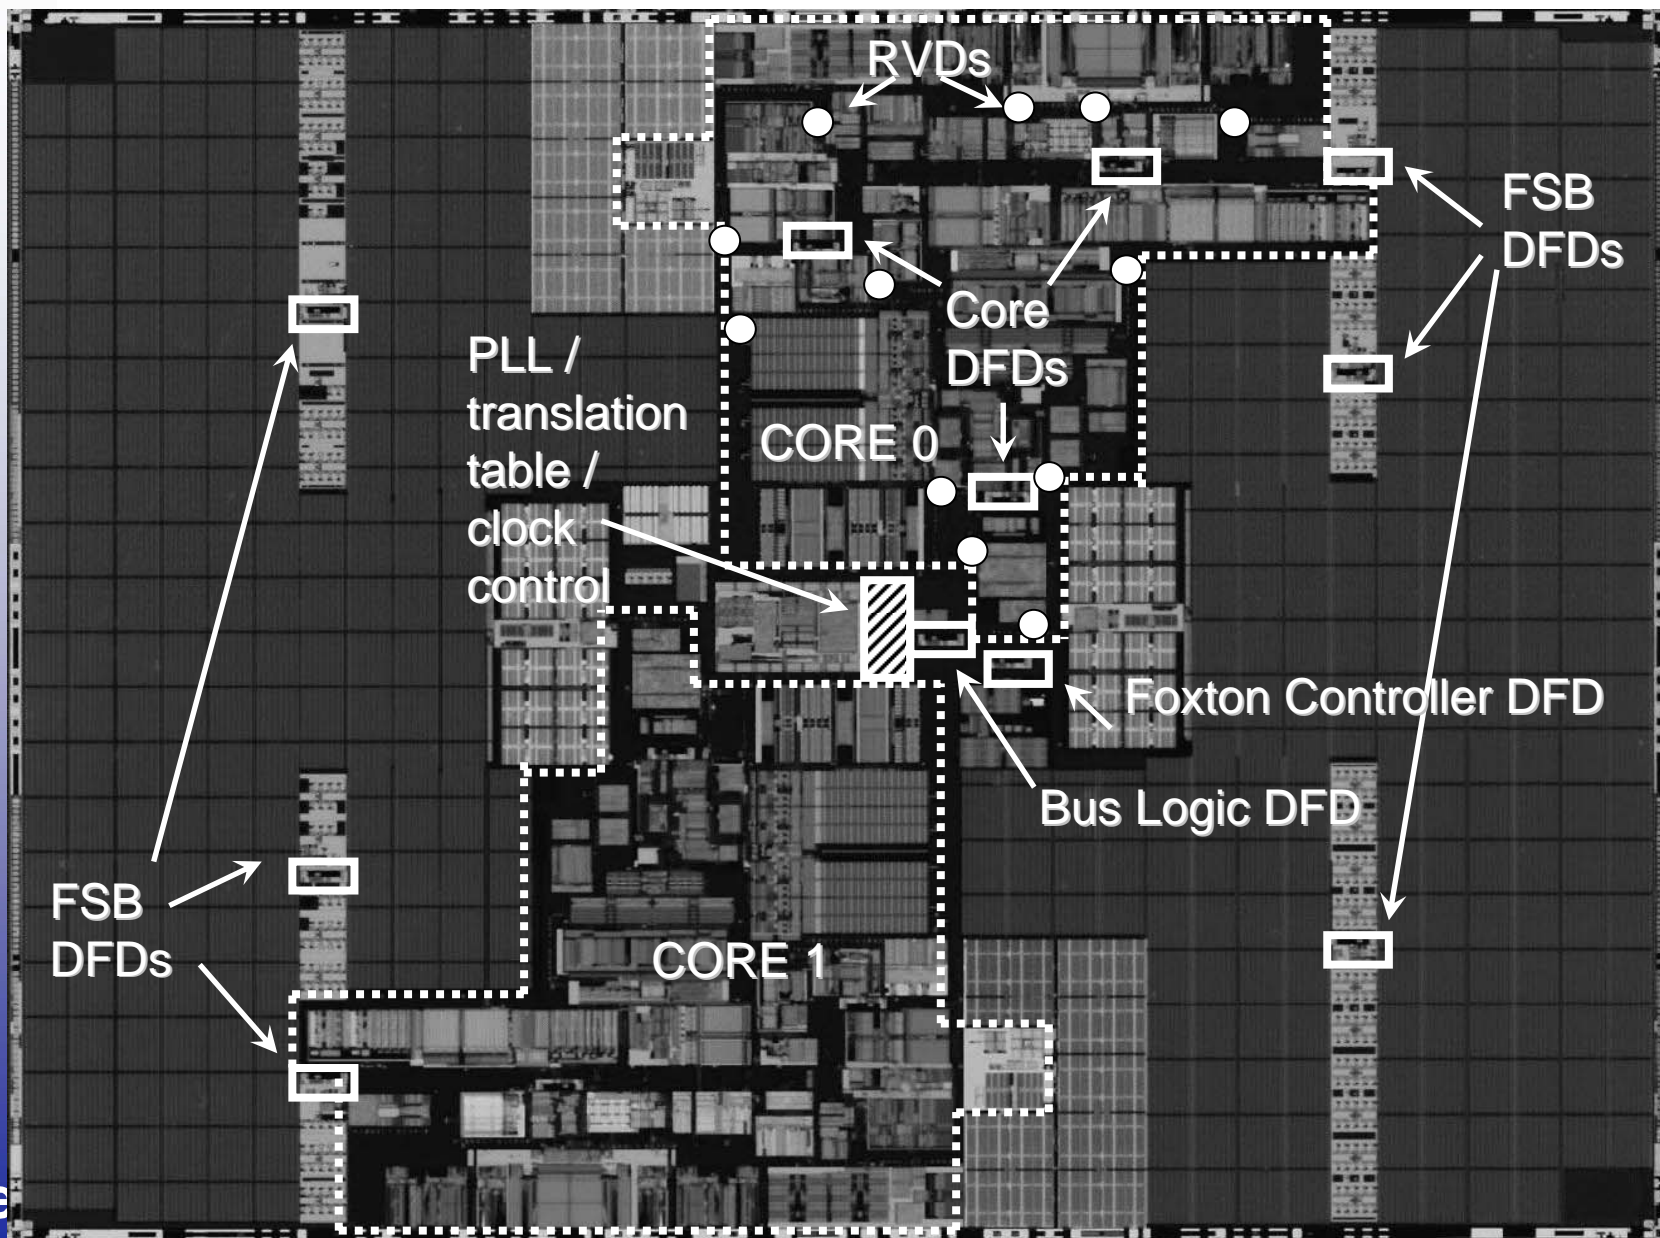 RVDs
FSB
DFDs
Core
DFDs
PLL /
translation
table /
clock
control
CORE 0
Foxton Controller DFD
Bus Logic DFD
FSB
DFDs
CORE 1